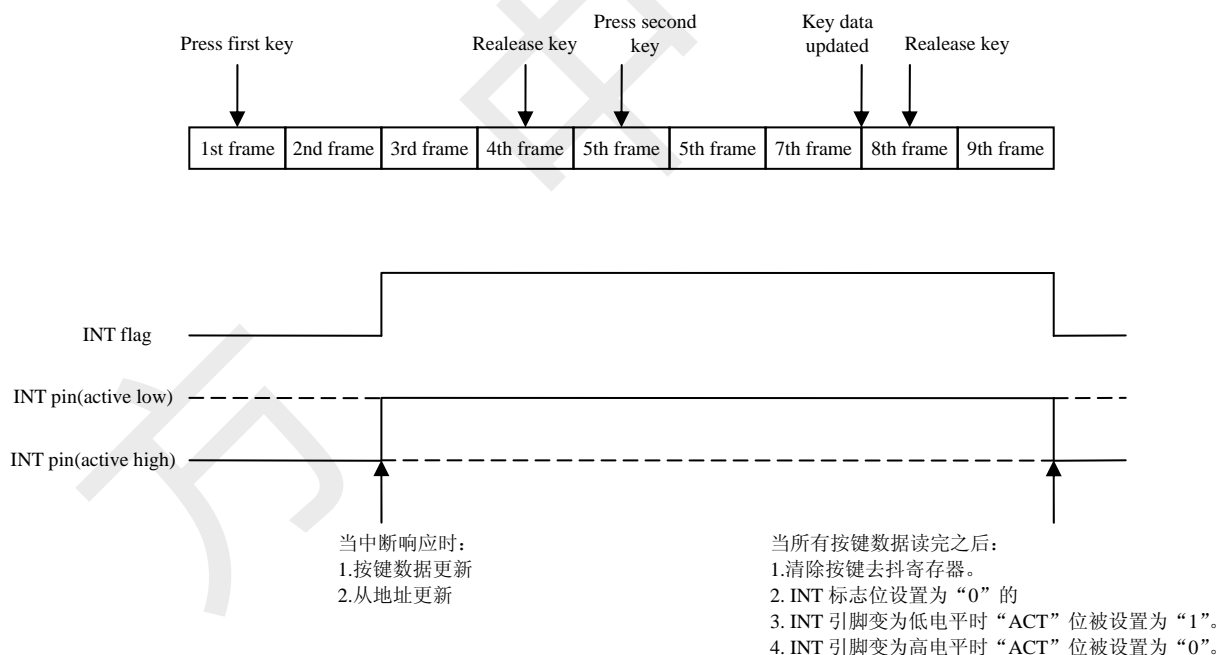 Press first key
Realease key
Press second
key
Key data
updated
Realease key
1st frame
2nd frame
3rd frame
4th frame
5th frame
5th frame
7th frame
8th frame
9th frame
INT flag
INT pin(active low)
INT pin(active high)
当中断响应时：
1.按键数据更新
2.从地址更新
当所有按键数据读完之后：
1.清除按键去抖寄存器。
2. INT 标志位设置为“0”的
3. INT 引脚变为低电平时“ACT”位被设置为“1”。
4. INT 引脚变为高电平时“ACT”位被设置为“0”。